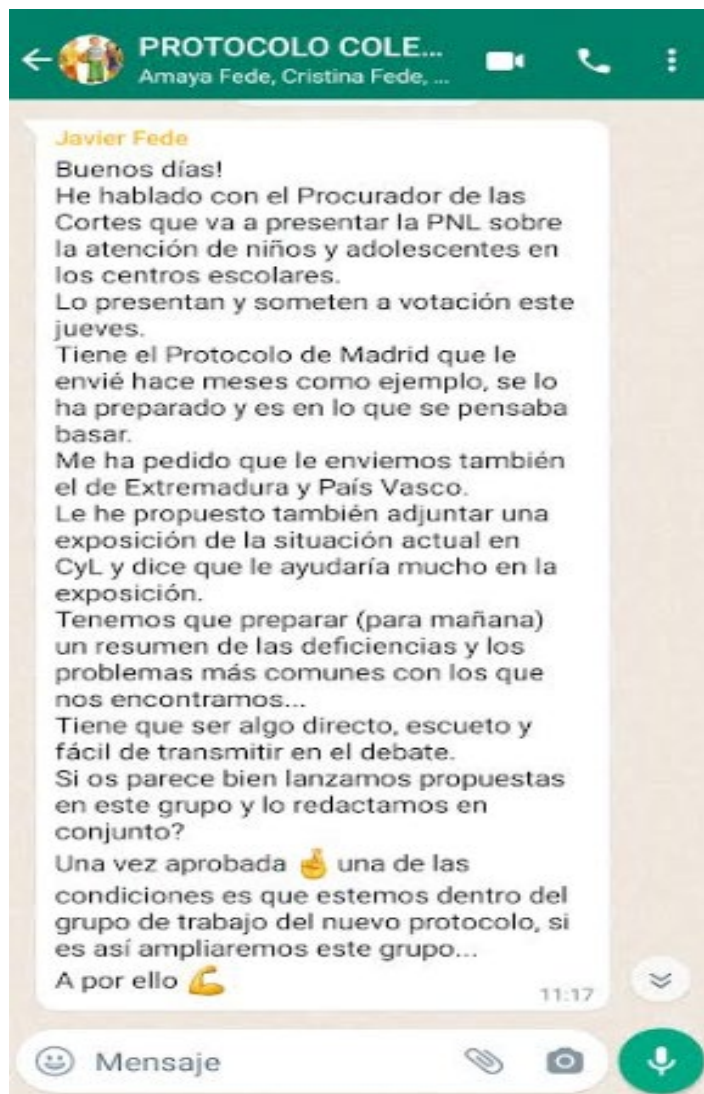 PROTOCOLO COLE...
Amaya Fede, Cristina Fede, ...
Javier Fede
Buenos días!
He hablado con el Procurador de las
Cortes que va a presentar la PNL sobre
la atención de niños y adolescentes en
los centros escolares.
Lo presentan y someten a votación este
jueves.
Tiene el Protocolo de Madrid que le
envié hace meses como ejemplo, se lo
ha preparado y es en lo que se pensaba
basar.
Me ha pedido que le enviemos también
el de Extremadura y País Vasco.
Le he propuesto también adjuntar una
exposición de la situación actual en
CyL y dice que le ayudaría mucho en la
exposición.
Tenemos que preparar (para mañana)
un resumen de las deficiencias y los
problemas más comunes con los que
nos encontramos...
Tiene que ser algo directo, escueto y
fácil de transmitir en el debate.
Si os parece bien lanzamos propuestas
en este grupo y lo redactamos en
conjunto?
Una vez aprobada 🤞 una de las
condiciones es que estemos dentro del
grupo de trabajo del nuevo protocolo, si
es así ampliaremos este grupo...
A por ello 💪
11:17
Mensaje